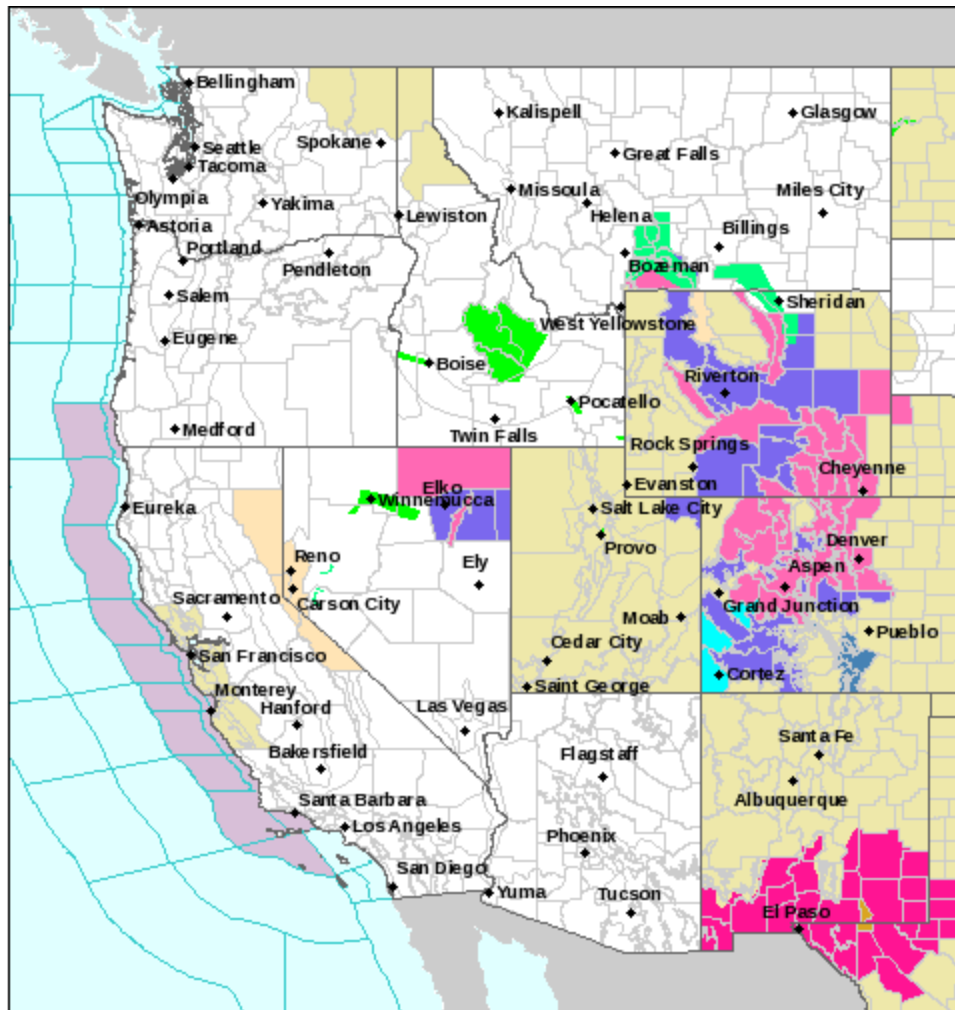 Bellingham
Kalispell
Glasgow
Seattle
Spokane
Great Falls
Tacoma
Olympia
Missoula
Miles City
Yakima
Lewiston
Helena
Astoria
Billings
Portland
Pendleton
Bozeman
Salem
Sheridan
West Yellowstone
Eugene
Boise
Riverton
Pocatello
Medford
Twin Falls
Rock Springs
Cheyenne
Elko
Evanston
Winnemucca
Eureka
Salt Lake City
Provo
Denver
Reno
Ely
Aspen
Sacramento
Carson City
Grand Junction
Moab
Pueblo
San Francisco
Cedar City
Cortez
Monterey
Saint George
Hanford
Las Vegas
Santa Fe
Bakersfield
Flagstaff
Albuquerque
Santa Barbara
Los Angeles
Phoenix
San Diego
Yuma
Tucson
El Paso